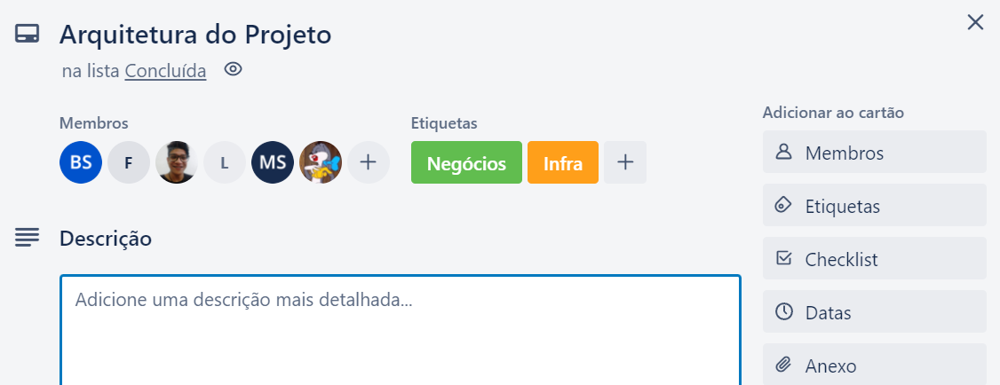 Arquitetura do Projeto
na lista Concluída
Membros
BS F L MS
Etiquetas
Negócios Infra
Descrição
Adicione uma descrição mais detalhada...
Adicionar ao cartão
Membros
Etiquetas
Checklist
Datas
Anexo